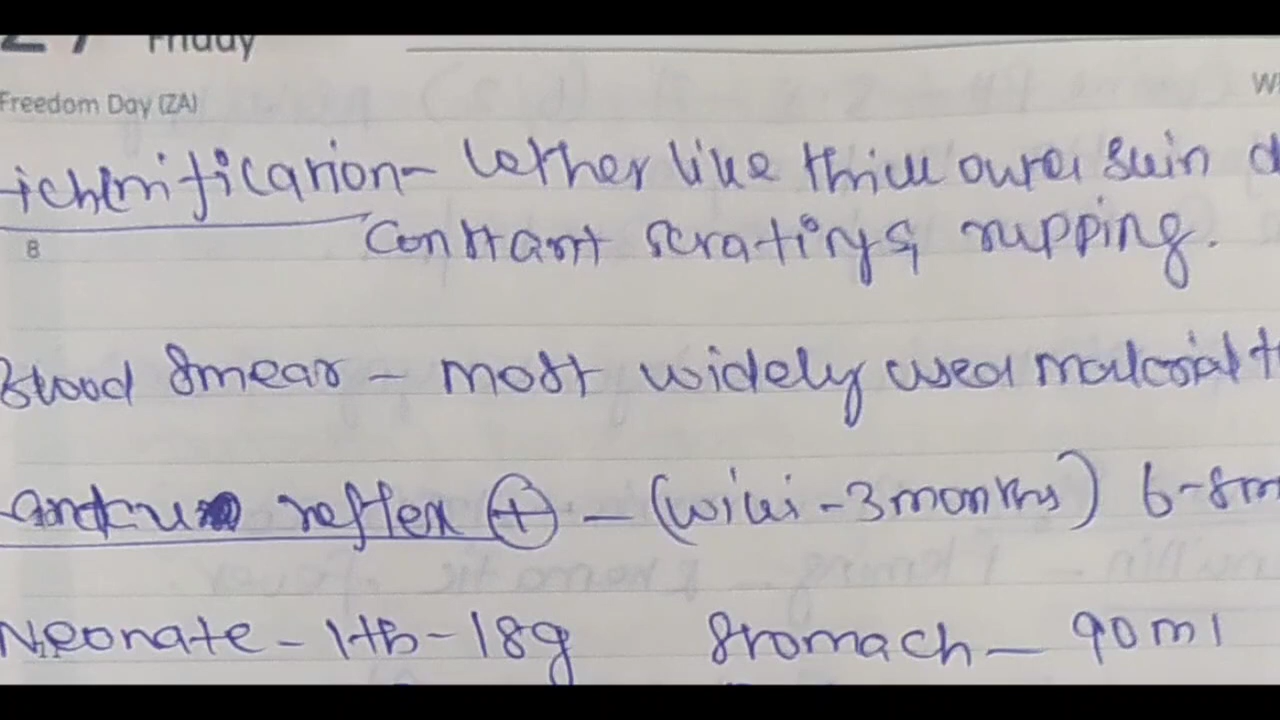 27 Friday
Freedom Day (ZA)
ichenification - lether like thick outer skin
8
Constant scrating & rupping.
Blood smear - most widely used malarial
reflex + - (wiki - 3 months) 6-8m
Neonate - Hb - 18g Stomach - 90ml